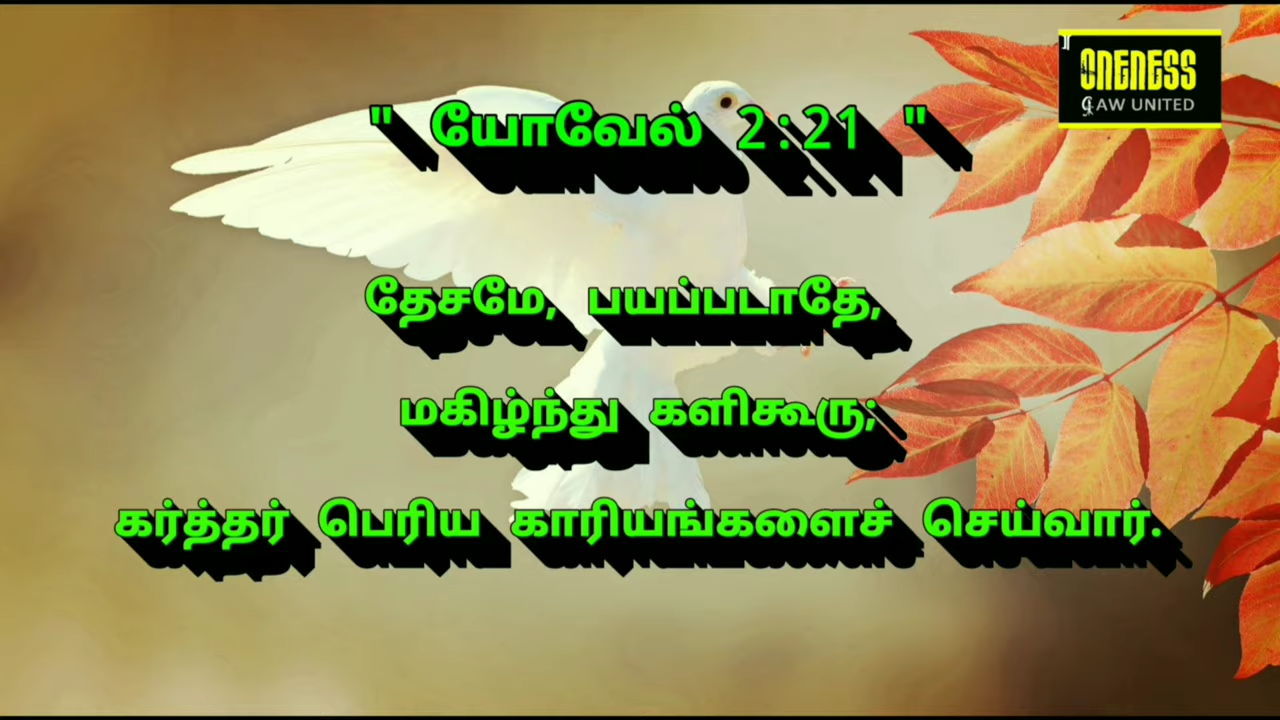 " யோவேல் 2:21 "
தேசமே, பயப்படாதே,
மகிழ்ந்து களிகூரு;
கர்த்தர் பெரிய காரியங்களைச் செய்வார்.
ONENESS
AW UNITED